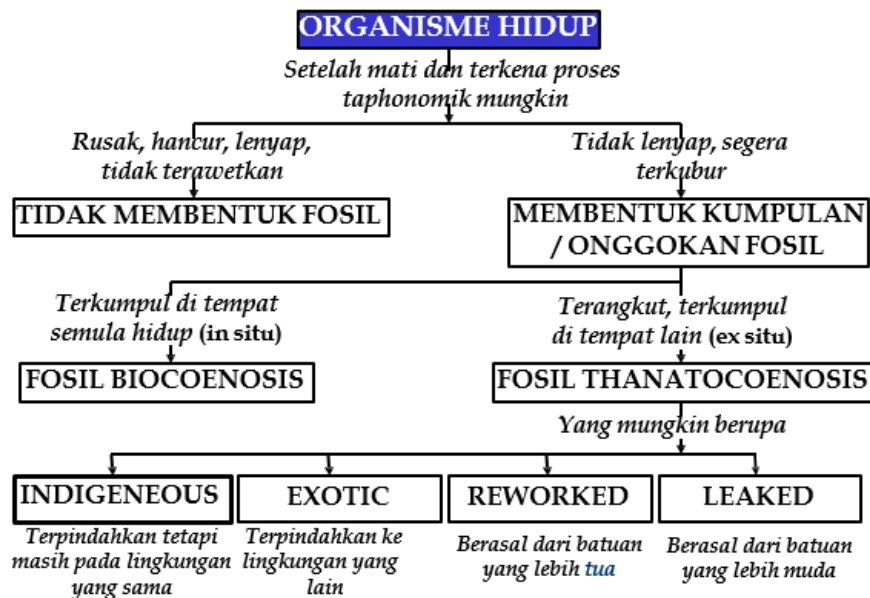 ORGANISME HIDUP
Setelah mati dan terkena proses
taphonomik mungkin
Rusak, hancur, lenyap,
tidak terawetkan
Tidak lenyap, segera
terkubur
TIDAK MEMBENTUK FOSIL
MEMBENTUK KUMPULAN
/ ONGGOKAN FOSIL
Terkumpul di tempat
semula hidup (in situ)
Terangkut, terkumpul
di tempat lain (ex situ)
FOSIL BIOCOENOSIS
FOSIL THANATOCOENOSIS
Yang mungkin berupa
INDIGENEOUS
EXOTIC
REWORKED
LEAKED
Terpindahkan tetapi
masih pada lingkungan
yang sama
Terpindahkan ke
lingkungan yang
lain
Berasal dari batuan
yang lebih tua
Berasal dari batuan
yang lebih muda